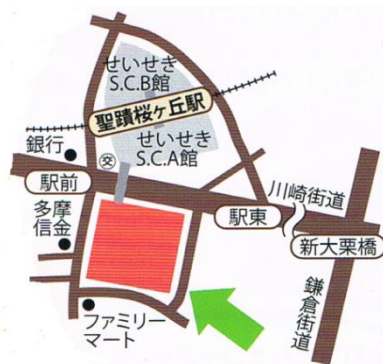 せいせき
S.C.B館
聖蹟桜ヶ丘駅
せいせき
S.C.A館
銀行
交
駅前
川崎街道
多摩
信金
駅東
新大栗橋
鎌倉街道
ファミリー
マート